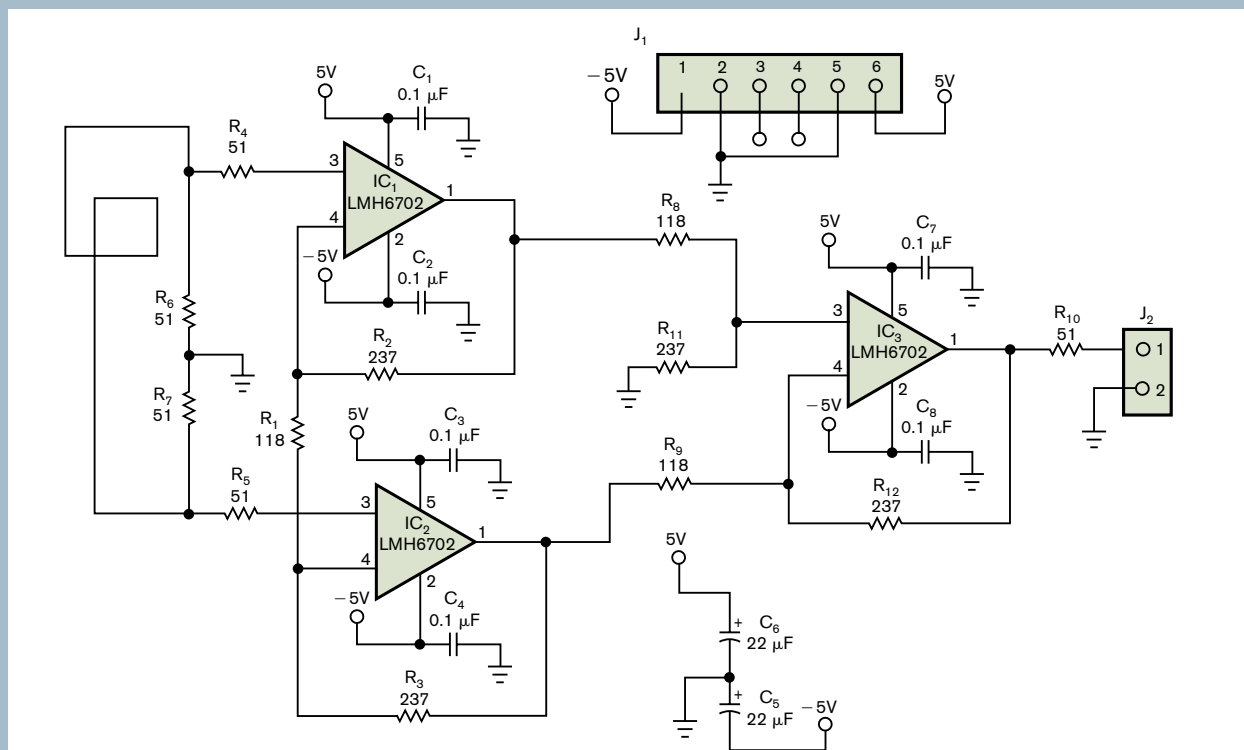 J1
−5V
1 2 3 4 5 6
5V
5V
C1
0.1 µF
R4
51
3
5
IC1
LMH6702
1
4
2
−5V
C2
0.1 µF
R8
118
5V
C7
0.1 µF
R6
51
R2
237
R11
237
3
5
IC3
LMH6702
1
4
2
R10
51
J2
1
2
R7
51
R1
118
5V
C3
0.1 µF
−5V
C8
0.1 µF
R5
51
3
5
IC2
LMH6702
1
4
2
R9
118
R12
237
−5V
C4
0.1 µF
5V
+
C6
22 µF
R3
237
+
C5
22 µF
−5V